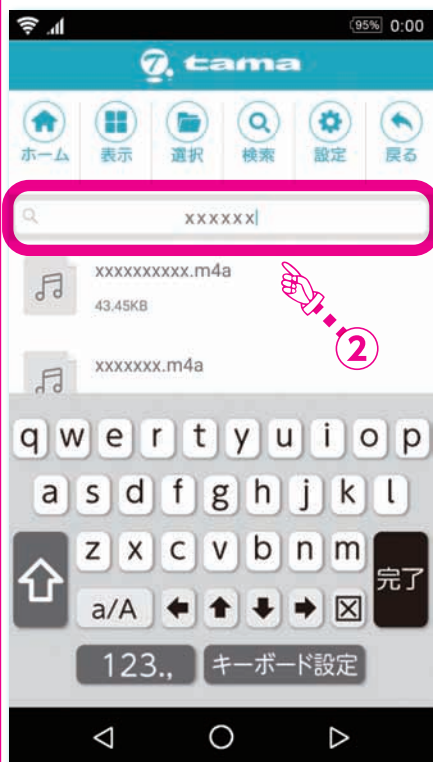 95% 0:00
T. tama
ホーム 表示 選択 検索 設定 戻る
xxxxxx
xxxxxxxxxx.m4a
43.45KB
②
xxxxxxx.m4a
q w e r t y u i o p
a s d f g h j k l
z x c v b n m 完了
a/A
123., キーボード設定